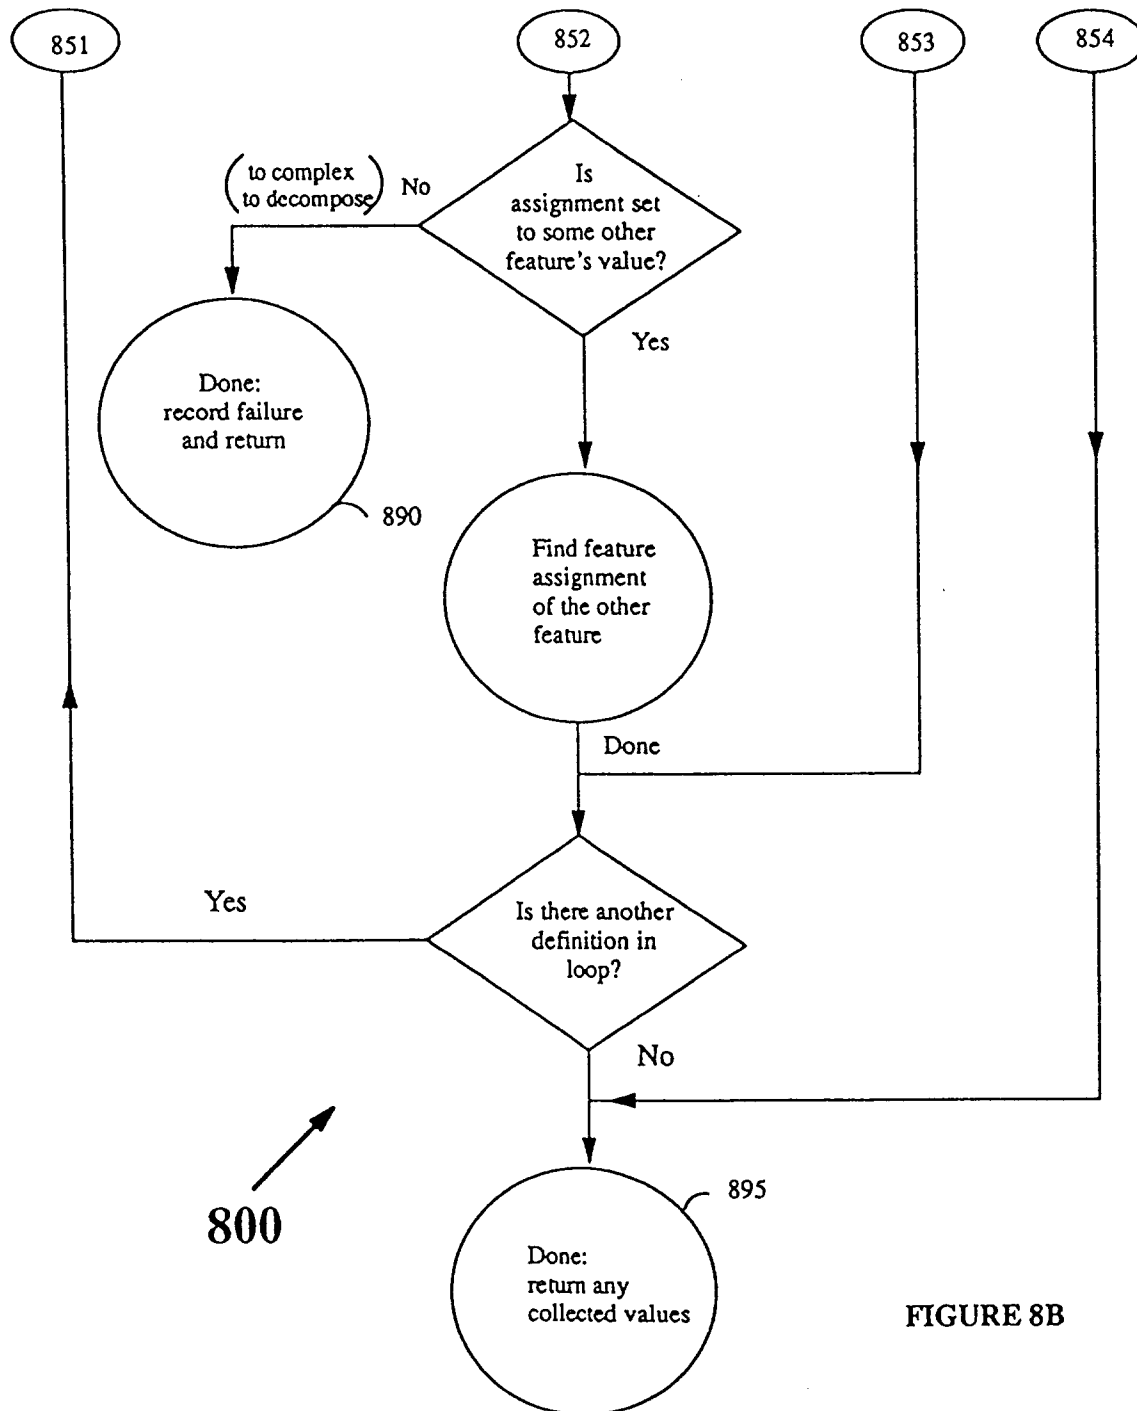 851
852
853
854
(to complex
to decompose)
No
Is
assignment set
to some other
feature's value?
Yes
Done:
record failure
and return
890
Find feature
assignment
of the other
feature
Done
Yes
Is there another
definition in
loop?
No
800
895
Done:
return any
collected values
FIGURE 8B